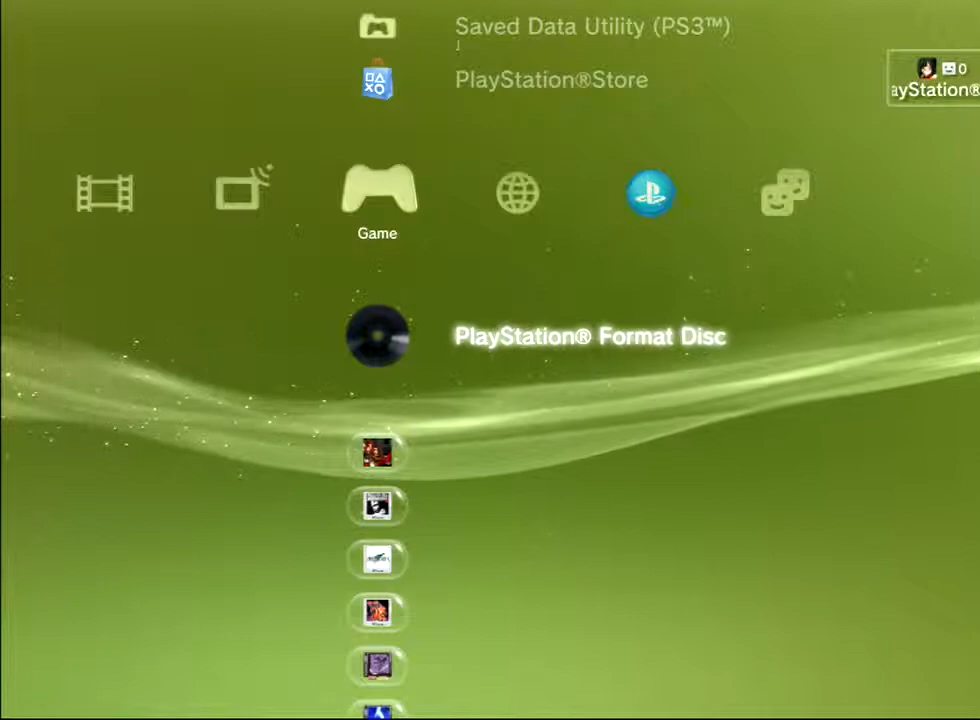 Saved Data Utility (PS3™)
PlayStation®Store
0
ayStation®
Game
PlayStation® Format Disc